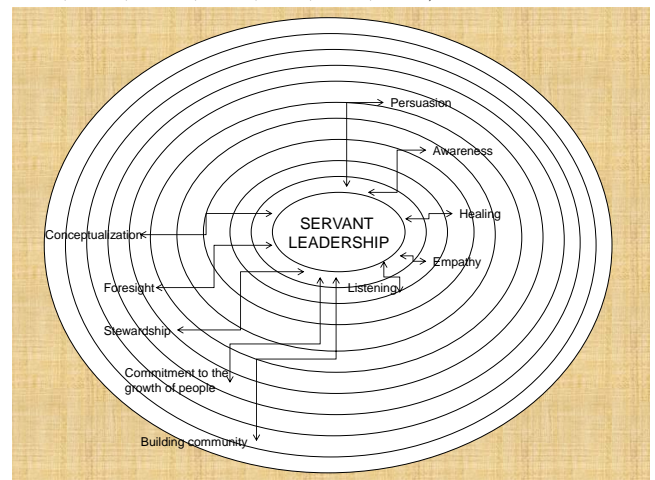 Persuasion
Awareness
Healing
SERVANT
LEADERSHIP
Conceptualization
Empathy
Foresight
Listening
Stewardship
Commitment to the
growth of people
Building community